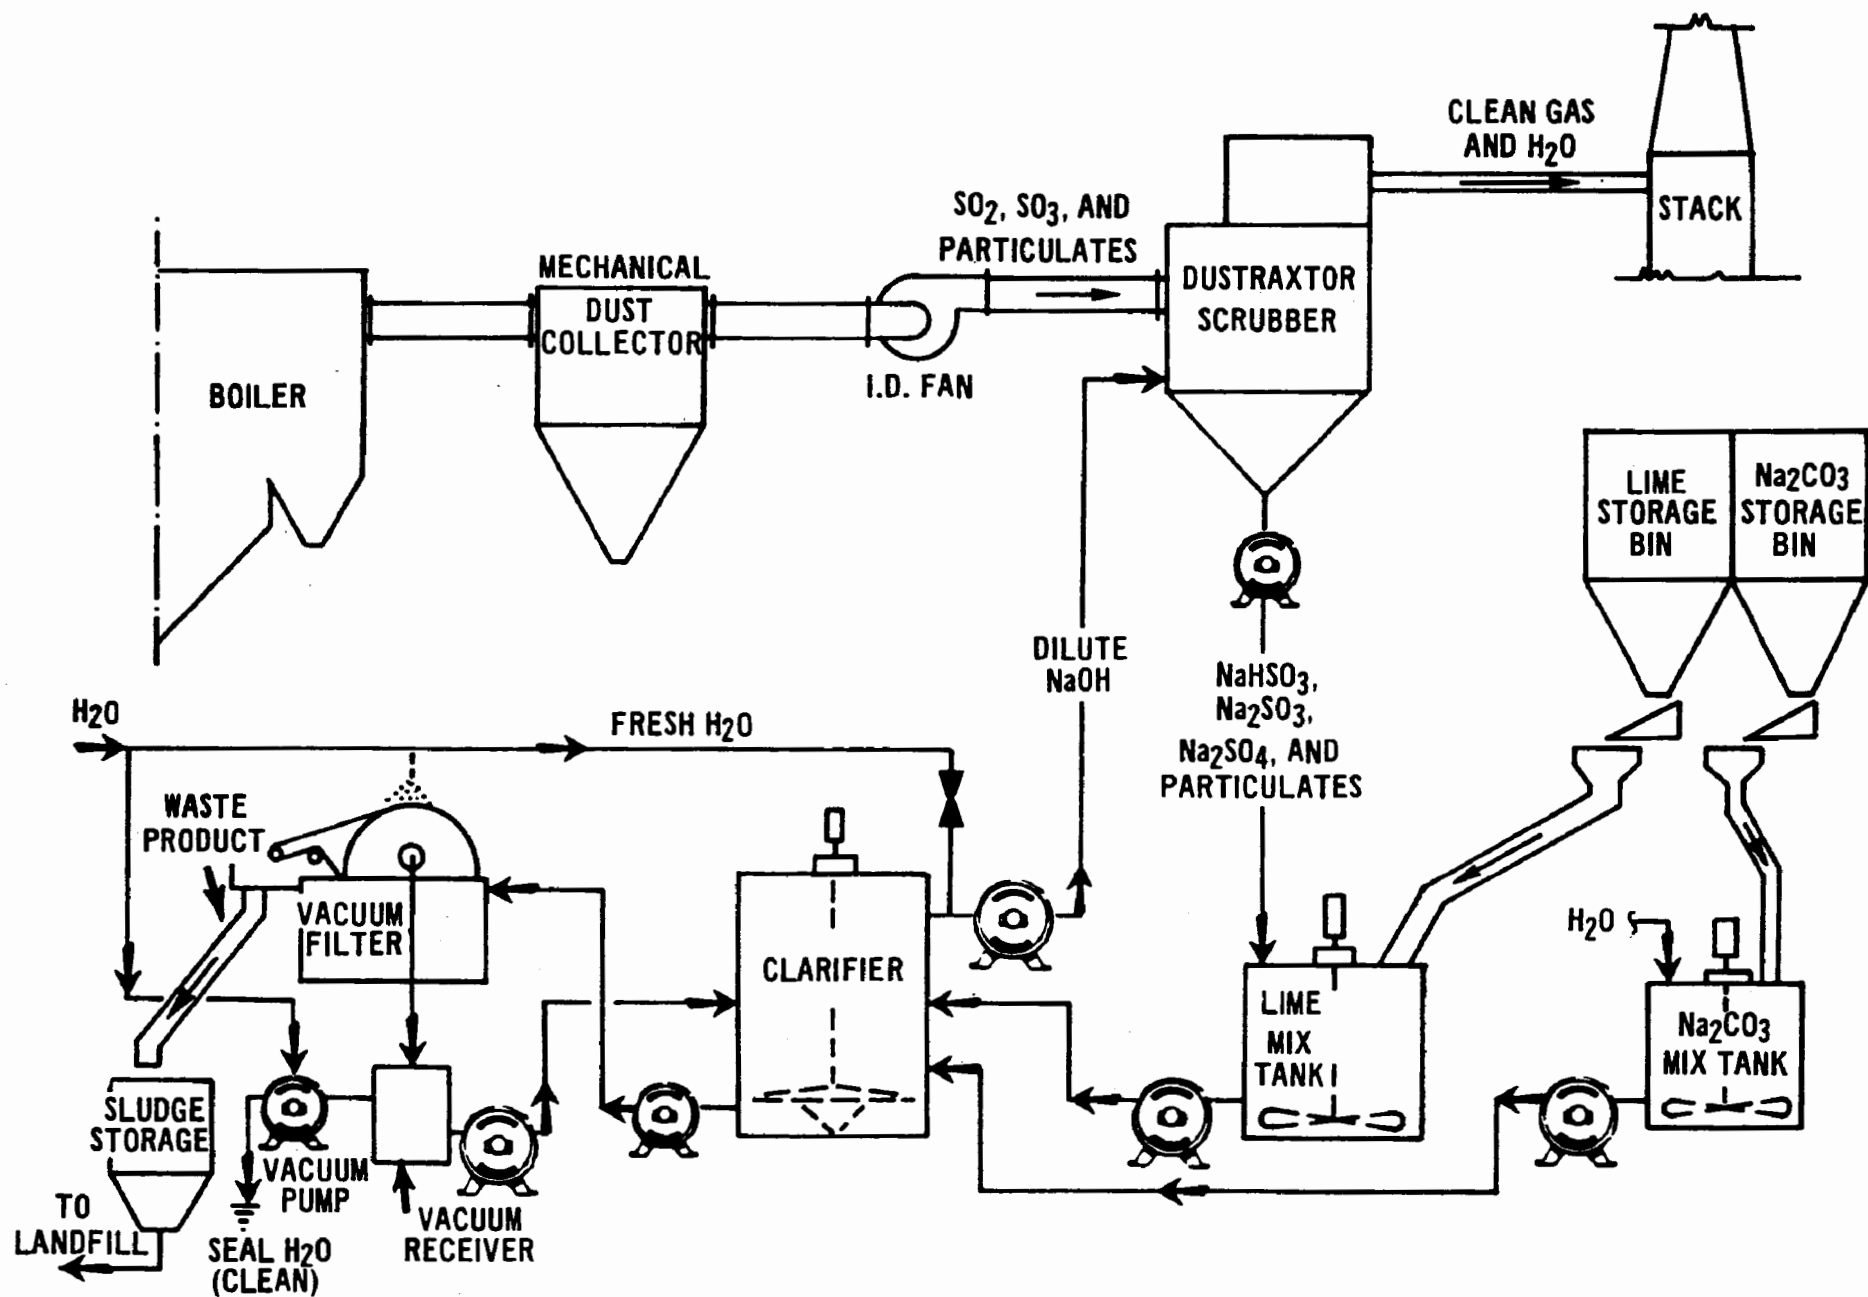 CLEAN GAS
AND H2O
STACK
SO2, SO3, AND
PARTICULATES
MECHANICAL
DUST
COLLECTOR
DUSTRAXTOR
SCRUBBER
I.D. FAN
BOILER
LIME
STORAGE
BIN
Na2CO3
STORAGE
BIN
DILUTE
NaOH
NaHSO3,
Na2SO3,
Na2SO4, AND
PARTICULATES
H2O
FRESH H2O
WASTE
PRODUCT
VACUUM
FILTER
CLARIFIER
H2O
LIME
MIX
TANK
Na2CO3
MIX TANK
SLUDGE
STORAGE
VACUUM
PUMP
VACUUM
RECEIVER
TO
LANDFILL
SEAL H2O
(CLEAN)